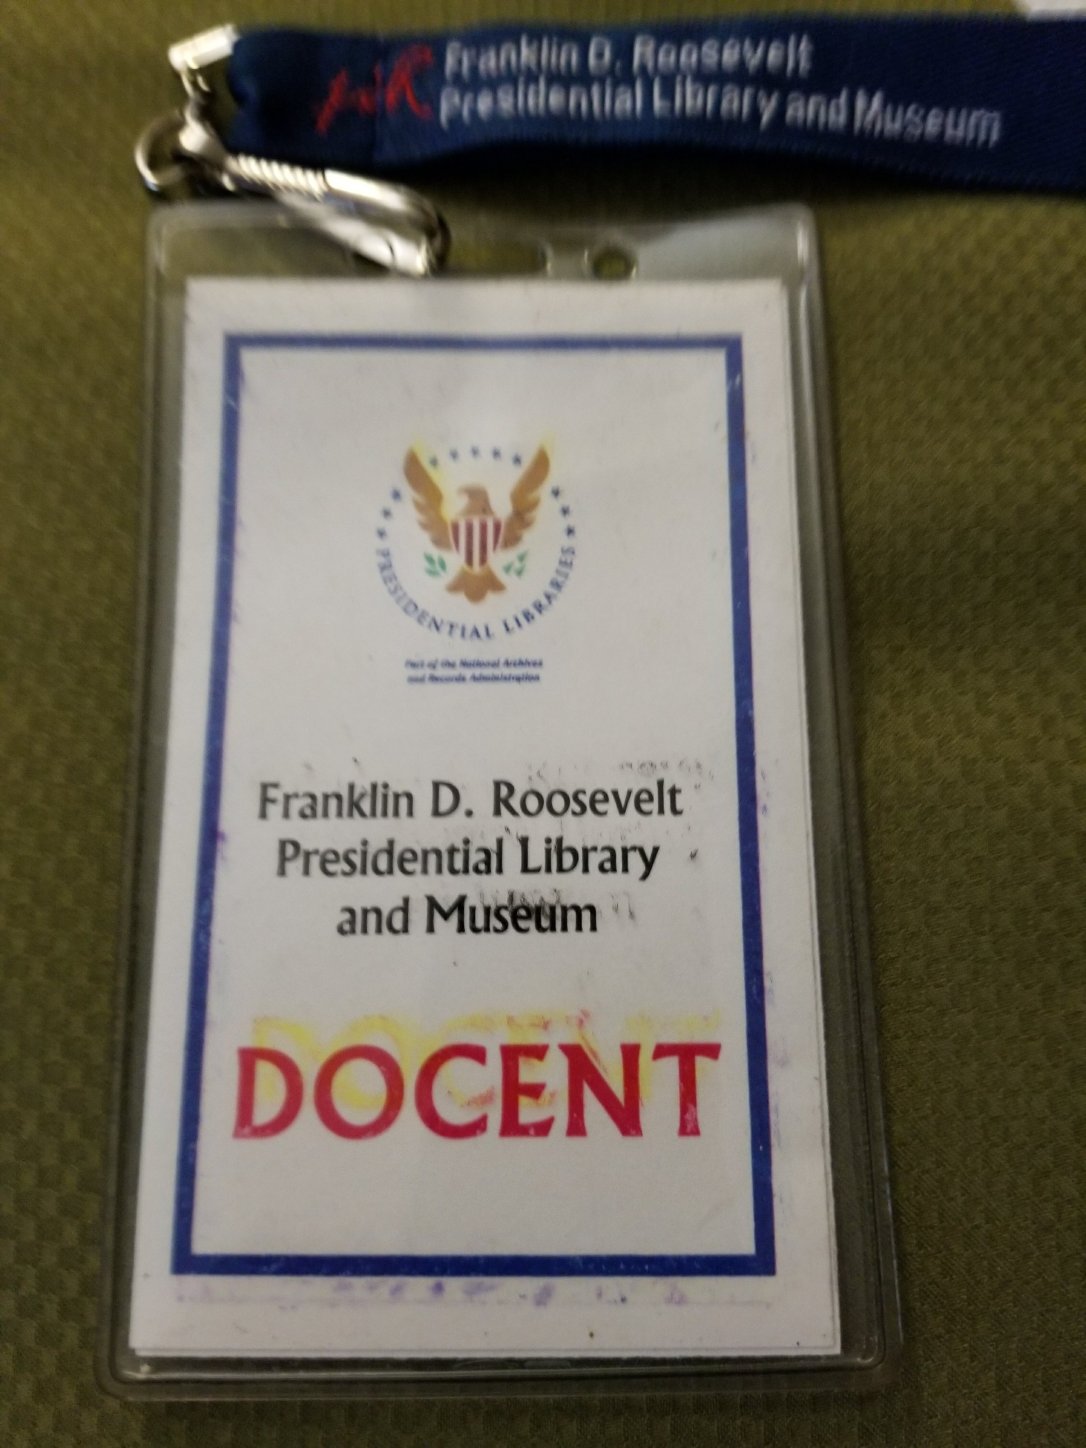 Franklin D. Roosevelt
Presidential Library and Museum
PRESIDENTIAL LIBRARIES
Part of the National Archives
and Records Administration
Franklin D. Roosevelt
Presidential Library
and Museum
DOCENT